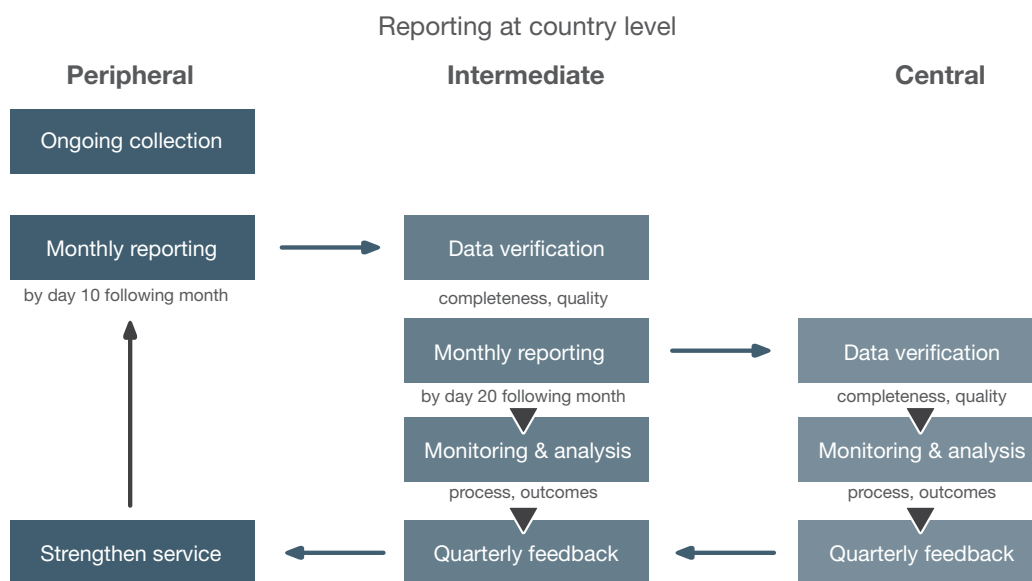 Reporting at country level
Peripheral
Intermediate
Central
Ongoing collection
Monthly reporting
Data verification
by day 10 following month
completeness, quality
Monthly reporting
Data verification
by day 20 following month
completeness, quality
Monitoring & analysis
Monitoring & analysis
process, outcomes
process, outcomes
Strengthen service
Quarterly feedback
Quarterly feedback